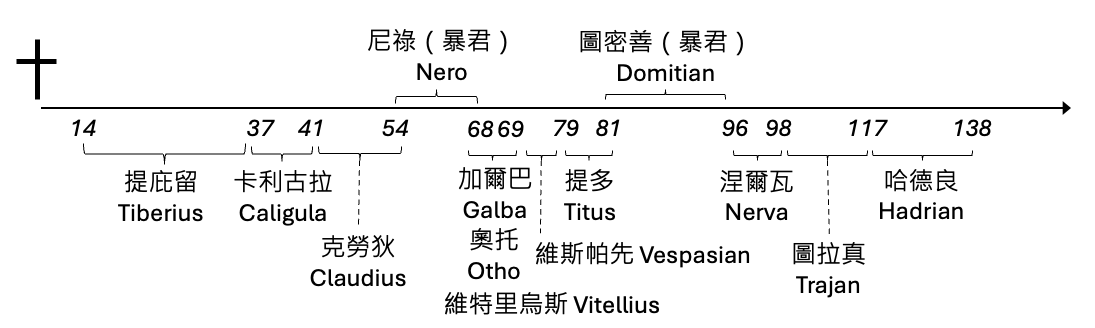 尼祿（暴君）
Nero
圖密善（暴君）
Domitian
14 37 41 54 68 69 79 81 96 98 117 138
提庇留
Tiberius
卡利古拉
Caligula
克勞狄
Claudius
加爾巴
Galba
奧托
Otho
維特里烏斯 Vitellius
維斯帕先 Vespasian
提多
Titus
涅爾瓦
Nerva
圖拉真
Trajan
哈德良
Hadrian